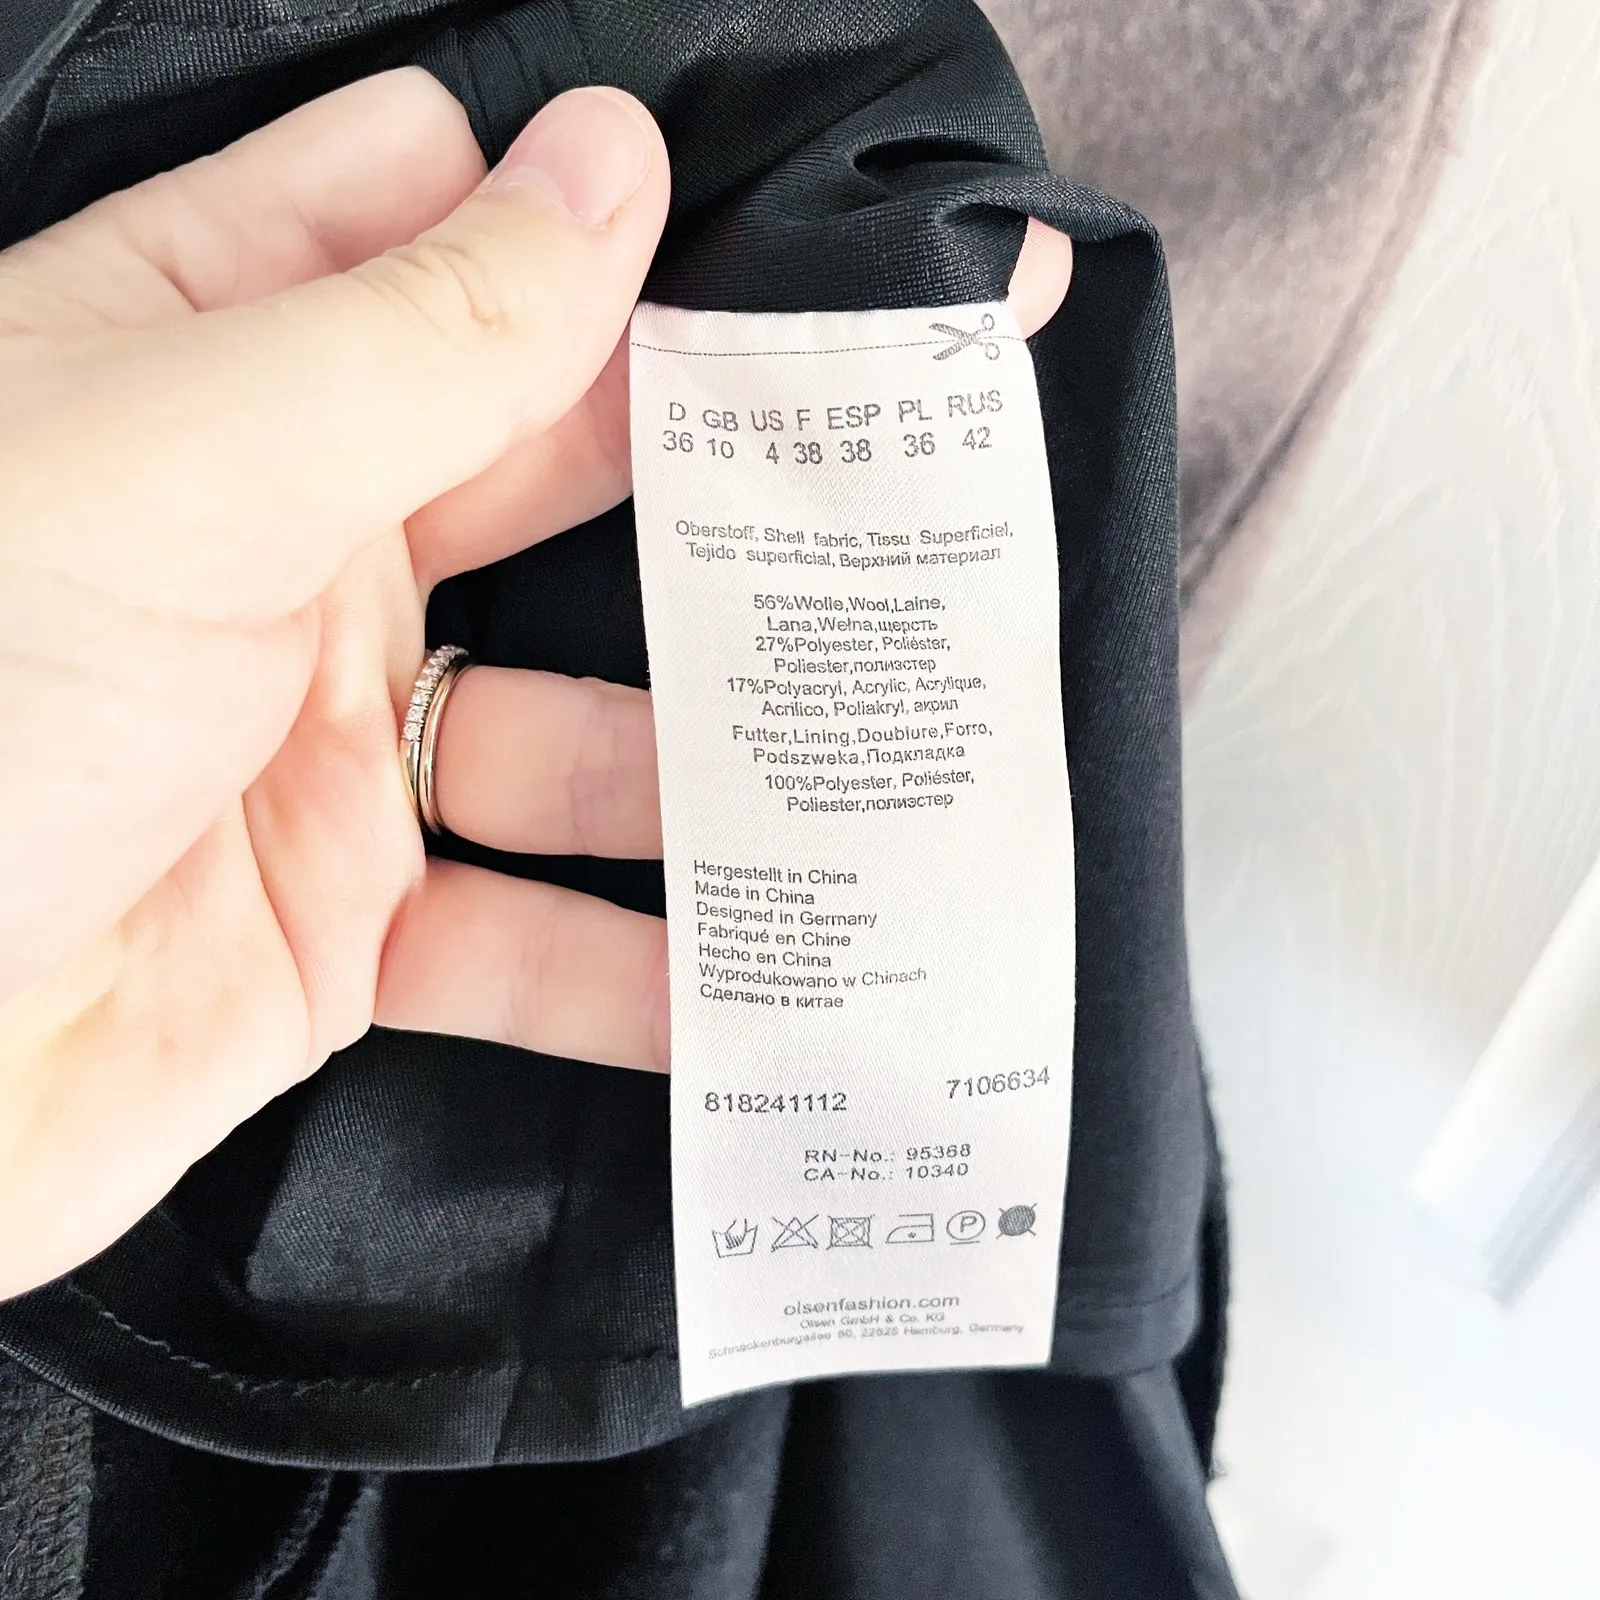 D GB US F ESP PL RUS
36 10 4 38 38 36 42
Oberstoff, Shell fabric, Tissu Superficiel,
Tejido superficial, Верхний материал
56%Wolle,Wool,Laine,
Lana,Wełna,щерсть
27%Polyester, Poliéster,
Poliester,полиэстер
17%Polyacryl, Acrylic, Acrylique,
Acrílico, Poliakryl, акрил
Futter,Lining,Doubiure,Forro,
Podszweka,Подкладка
100%Polyester, Poliéster,
Poliester,полиэстер
Hergestellt in China
Made in China
Designed in Germany
Fabriqué en Chine
Hecho en China
Wyprodukowano w Chinach
Сделано в китае
818241112 7106634
RN-No.: 95368
CA-No.: 10340
P
olsenfashion.com
Olsen GmbH & Co. KG
Schnackenburgallee 50, 22525 Hamburg, Germany